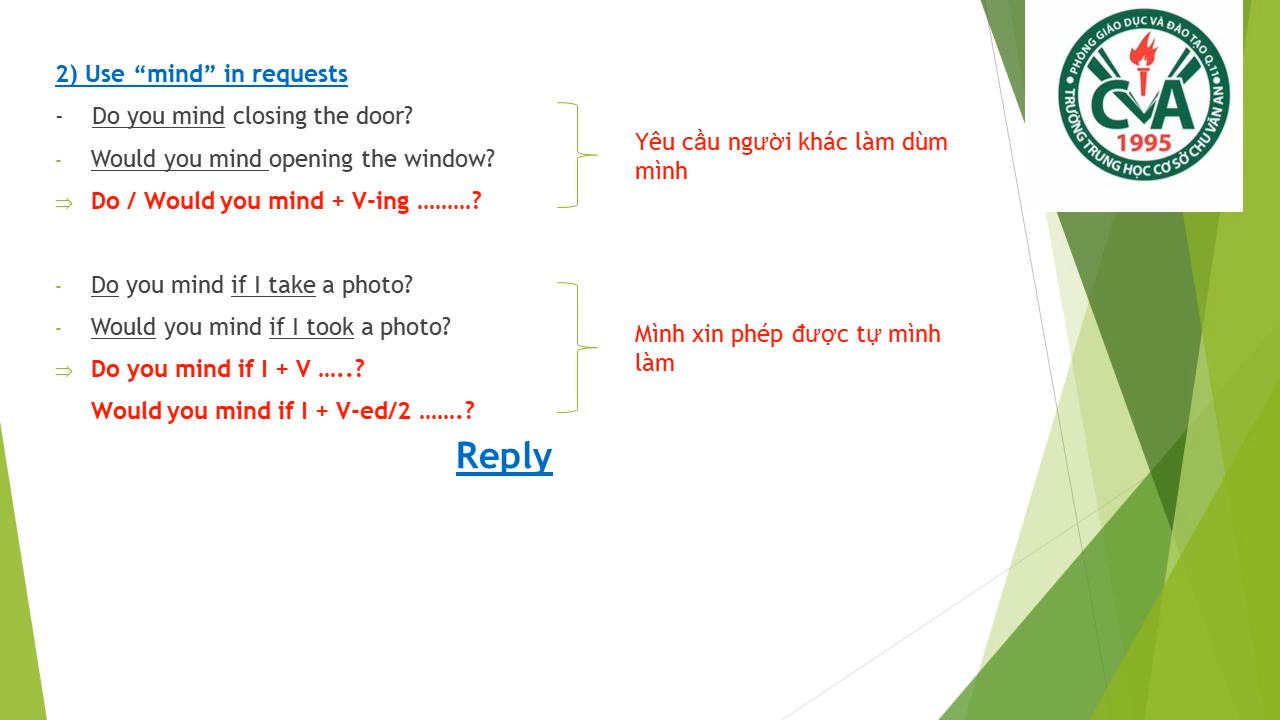 2) Use “mind” in requests
- Do you mind closing the door?
- Would you mind opening the window?
⇒ Do / Would you mind + V-ing ………?
Yêu cầu người khác làm dùm
mình
- Do you mind if I take a photo?
- Would you mind if I took a photo?
⇒ Do you mind if I + V …..?
Would you mind if I + V-ed/2 …….?
Mình xin phép được tự mình
làm
Reply
PHÒNG GIÁO DỤC VÀ ĐÀO TẠO Q.11
CVA
1995
TRƯỜNG TRUNG HỌC CƠ SỞ CHU VĂN AN